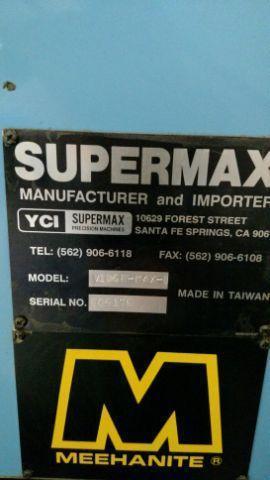 SUPERMAX
MANUFACTURER and IMPORTER
YCI SUPERMAX PRECISION MACHINES
10629 FOREST STREET
SANTA FE SPRINGS, CA
TEL: (562) 906-6118 FAX: (562) 906-6108
MODEL:
MADE IN TAIWAN
SERIAL NO.
M
MEEHANITE®